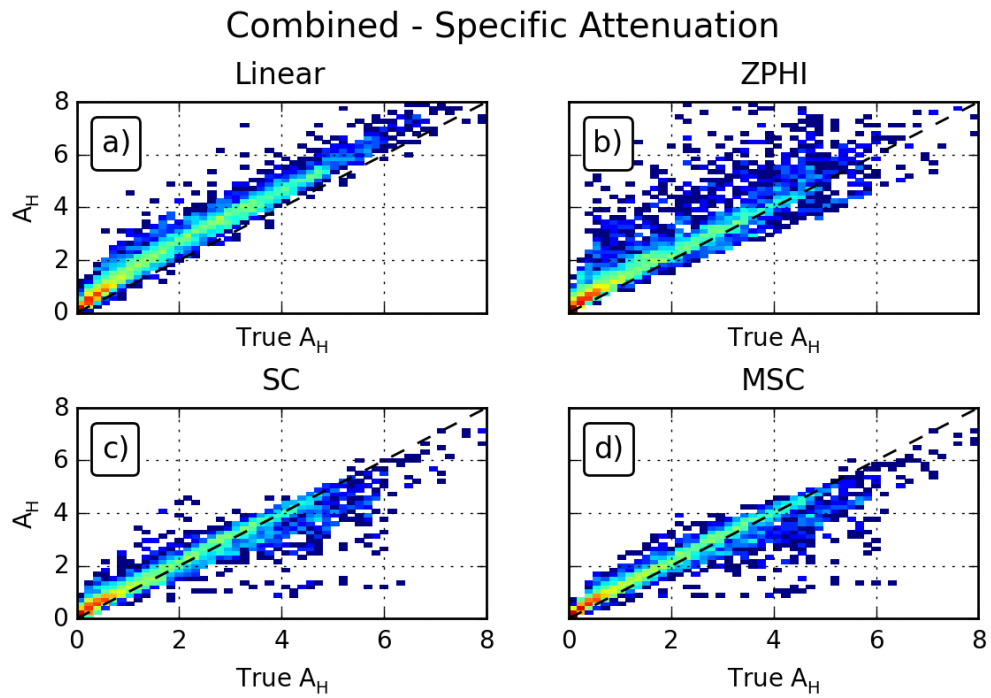 Combined - Specific Attenuation
Linear
ZPHI
8
6
4
2
0
A_H
a)
b)
True A_H
True A_H
SC
MSC
8
6
4
2
0
A_H
c)
d)
0 2 4 6 8
0 2 4 6 8
True A_H
True A_H